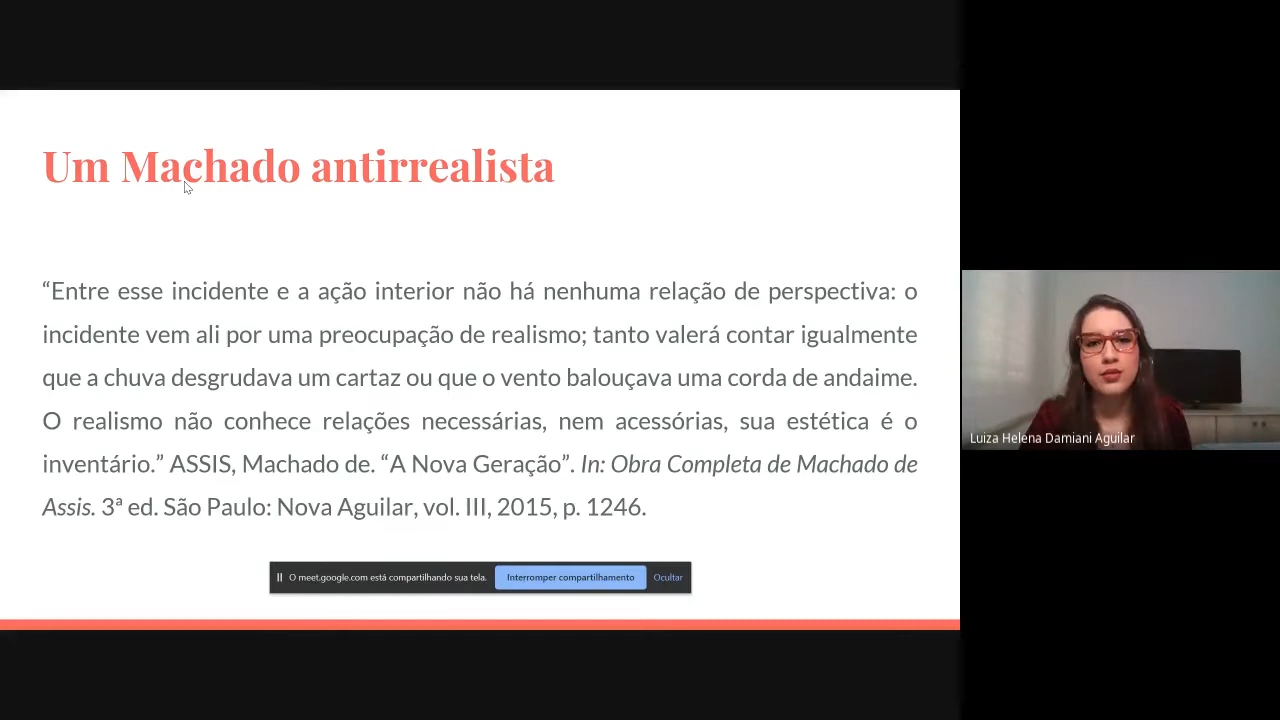 Um Machado antirrealista
“Entre esse incidente e a ação interior não há nenhuma relação de perspectiva: o
incidente vem ali por uma preocupação de realismo; tanto valerá contar igualmente
que a chuva desgrudava um cartaz ou que o vento balouçava uma corda de andaime.
O realismo não conhece relações necessárias, nem acessórias, sua estética é o
inventário.” ASSIS, Machado de. “A Nova Geração”. In: Obra Completa de Machado de
Assis. 3ª ed. São Paulo: Nova Aguilar, vol. III, 2015, p. 1246.
O meet.google.com está compartilhando sua tela. Interromper compartilhamento Ocultar
Luiza Helena Damiani Aguilar